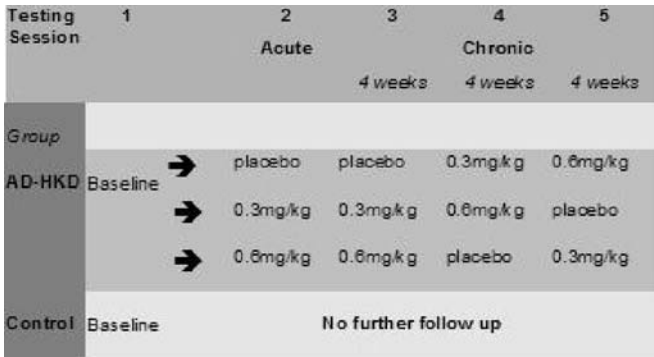 Testing 1 2 3 4 5
Session Acute Chronic
4 weeks 4 weeks 4 weeks
Group
placebo placebo 0.3mg/kg 0.6mg/kg
AD-HKD Baseline
0.3mg/kg 0.3mg/kg 0.6mg/kg placebo
0.6mg/kg 0.6mg/kg placebo 0.3mg/kg
Control Baseline No further follow up